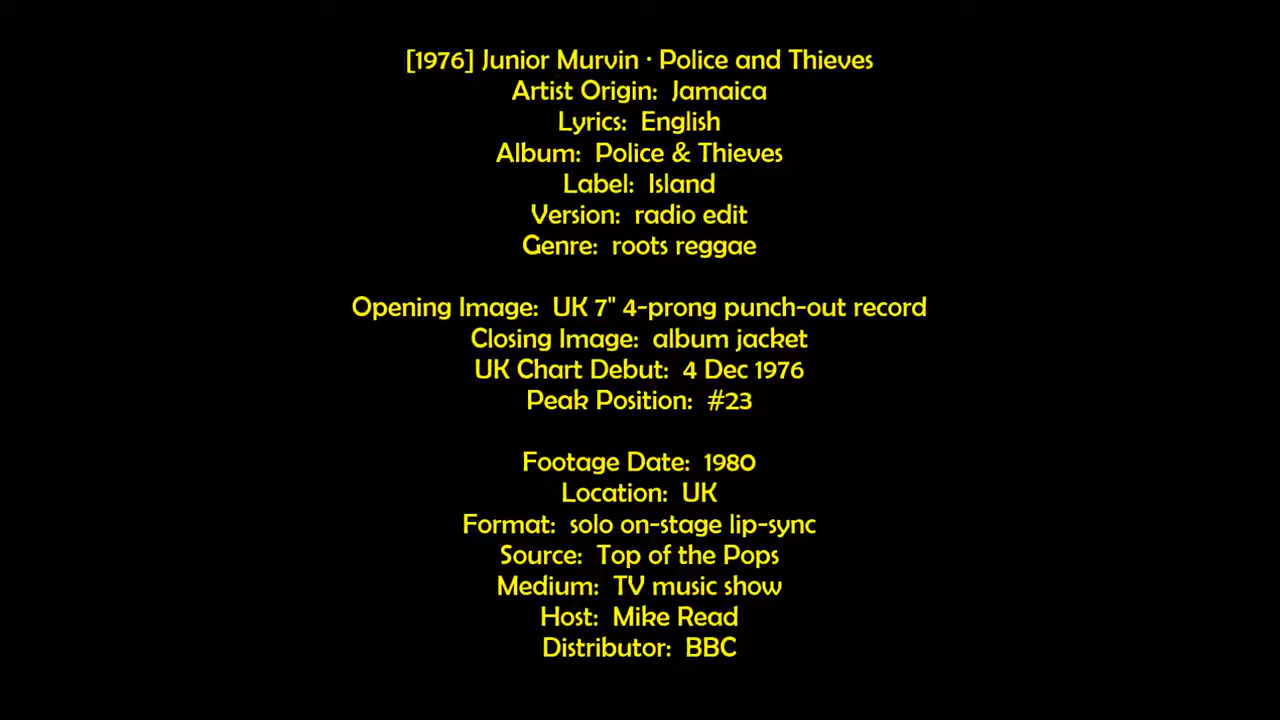 [1976] Junior Murvin · Police and Thieves
Artist Origin:  Jamaica
Lyrics:  English
Album:  Police & Thieves
Label:  Island
Version:  radio edit
Genre:  roots reggae
Opening Image:  UK 7" 4-prong punch-out record
Closing Image:  album jacket
UK Chart Debut:  4 Dec 1976
Peak Position:  #23
Footage Date:  1980
Location:  UK
Format:  solo on-stage lip-sync
Source:  Top of the Pops
Medium:  TV music show
Host:  Mike Read
Distributor:  BBC